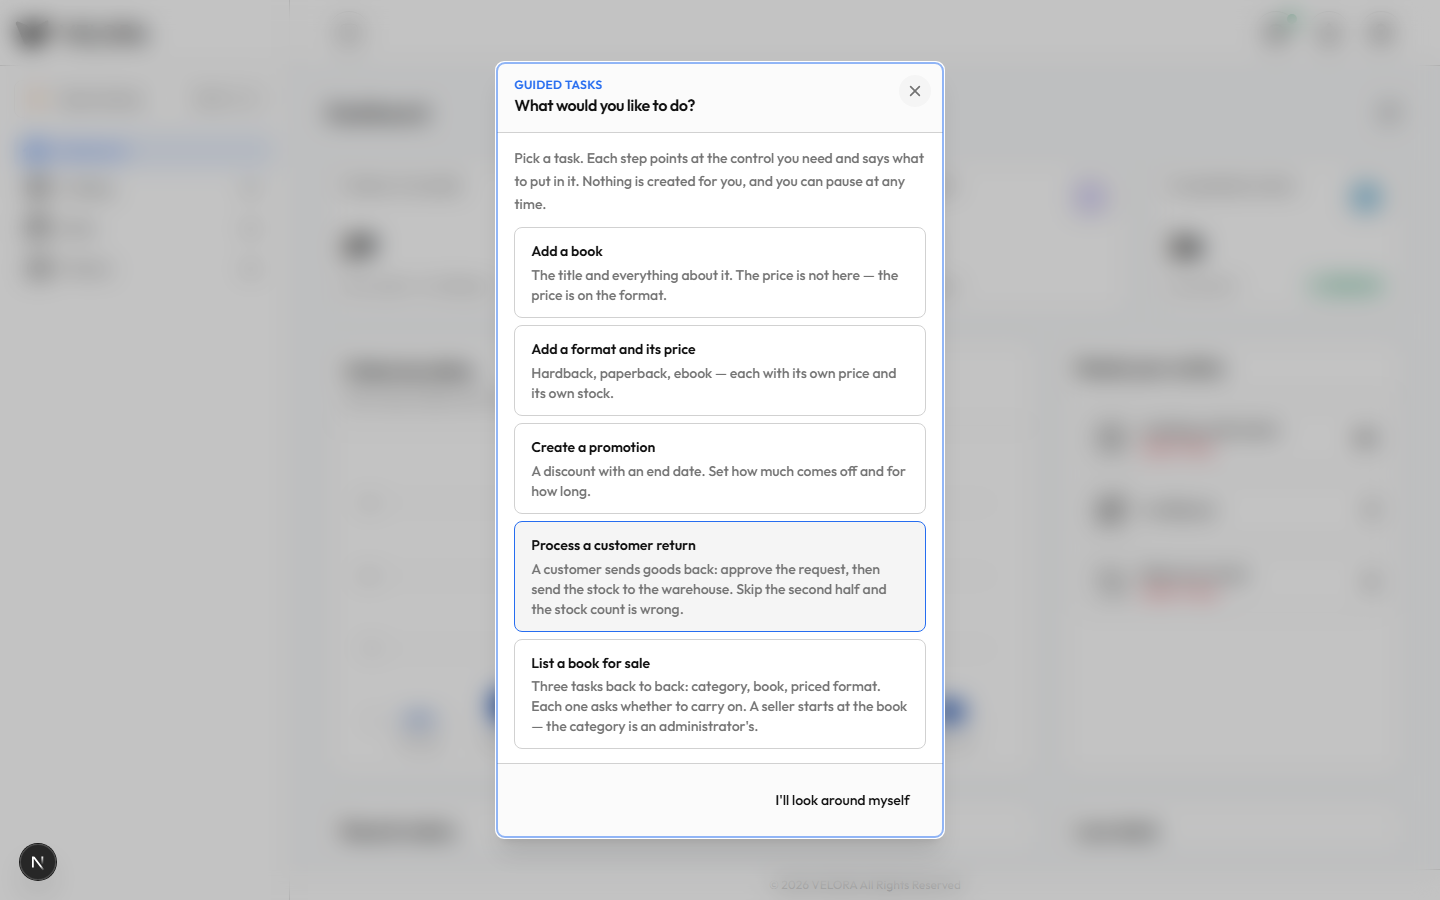 GUIDED TASKS
What would you like to do?
Pick a task. Each step points at the control you need and says what
to put in it. Nothing is created for you, and you can pause at any
time.
Add a book
The title and everything about it. The price is not here — the
price is on the format.
Add a format and its price
Hardback, paperback, ebook — each with its own price and
its own stock.
Create a promotion
A discount with an end date. Set how much comes off and for
how long.
Process a customer return
A customer sends goods back: approve the request, then
send the stock to the warehouse. Skip the second half and
the stock count is wrong.
List a book for sale
Three tasks back to back: category, book, priced format.
Each one asks whether to carry on. A seller starts at the book
— the category is an administrator's.
I'll look around myself
© 2026 VELORA All Rights Reserved